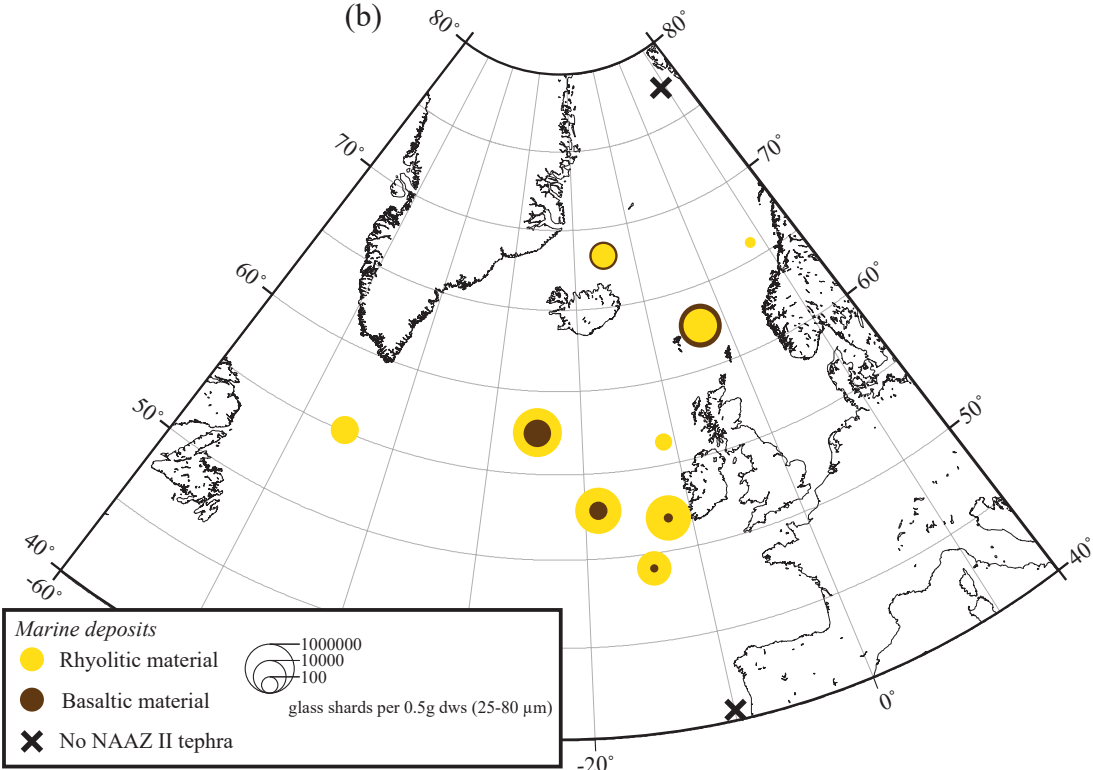 (b)
80°
80°
70°
70°
60°
60°
50°
50°
40°
40°
-60°
0°
-20°
Marine deposits
Rhyolitic material
Basaltic material
No NAAZ II tephra
1000000
10000
100
glass shards per 0.5g dws (25-80 µm)